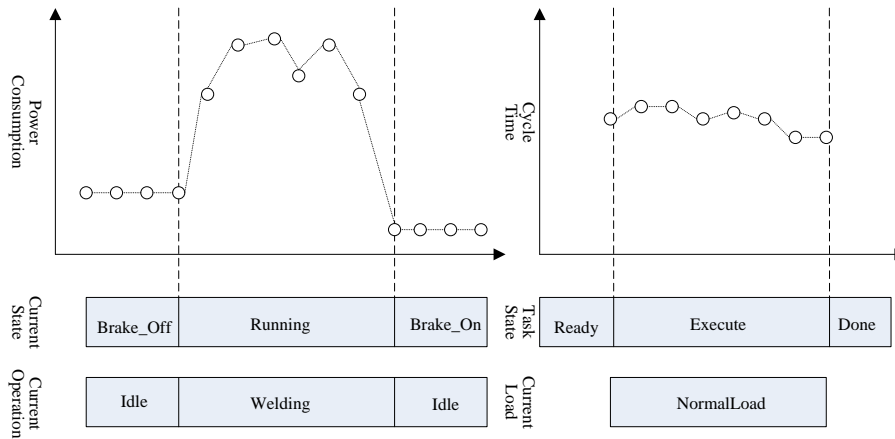 Power
Consumption
Cycle
Time
Current
State
Brake_Off
Running
Brake_On
Task
State
Ready
Execute
Done
Current
Operation
Idle
Welding
Idle
Current
Load
NormalLoad